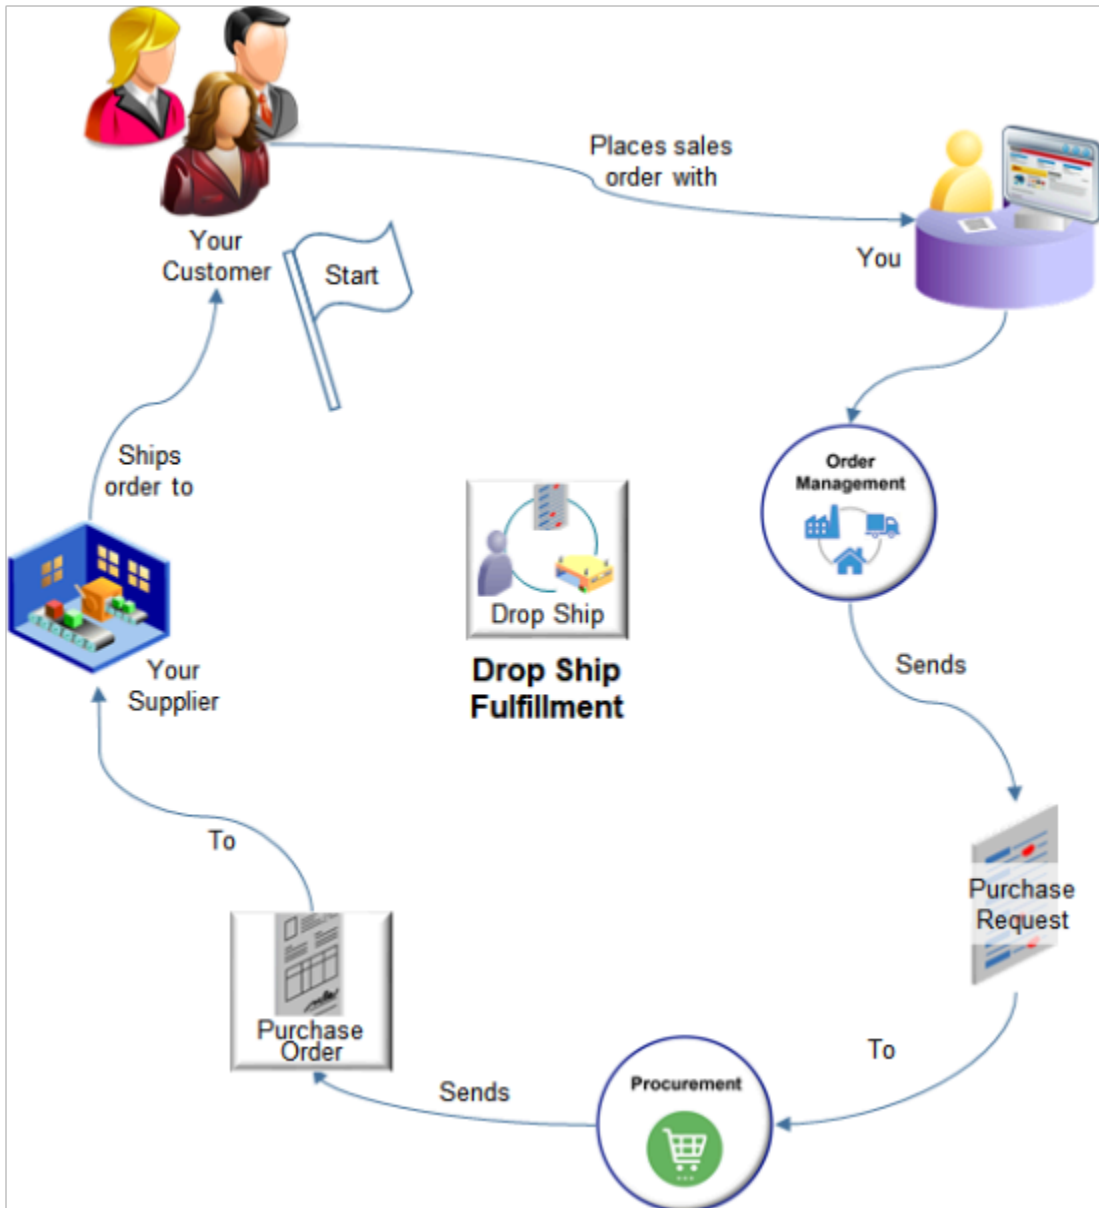 Places sales
order with
Your
Customer
Start
You
Order
Management
Ships
order to
Drop Ship
Drop Ship
Fulfillment
Sends
Your
Supplier
To
Purchase
Request
Purchase
Order
Sends
Procurement
To